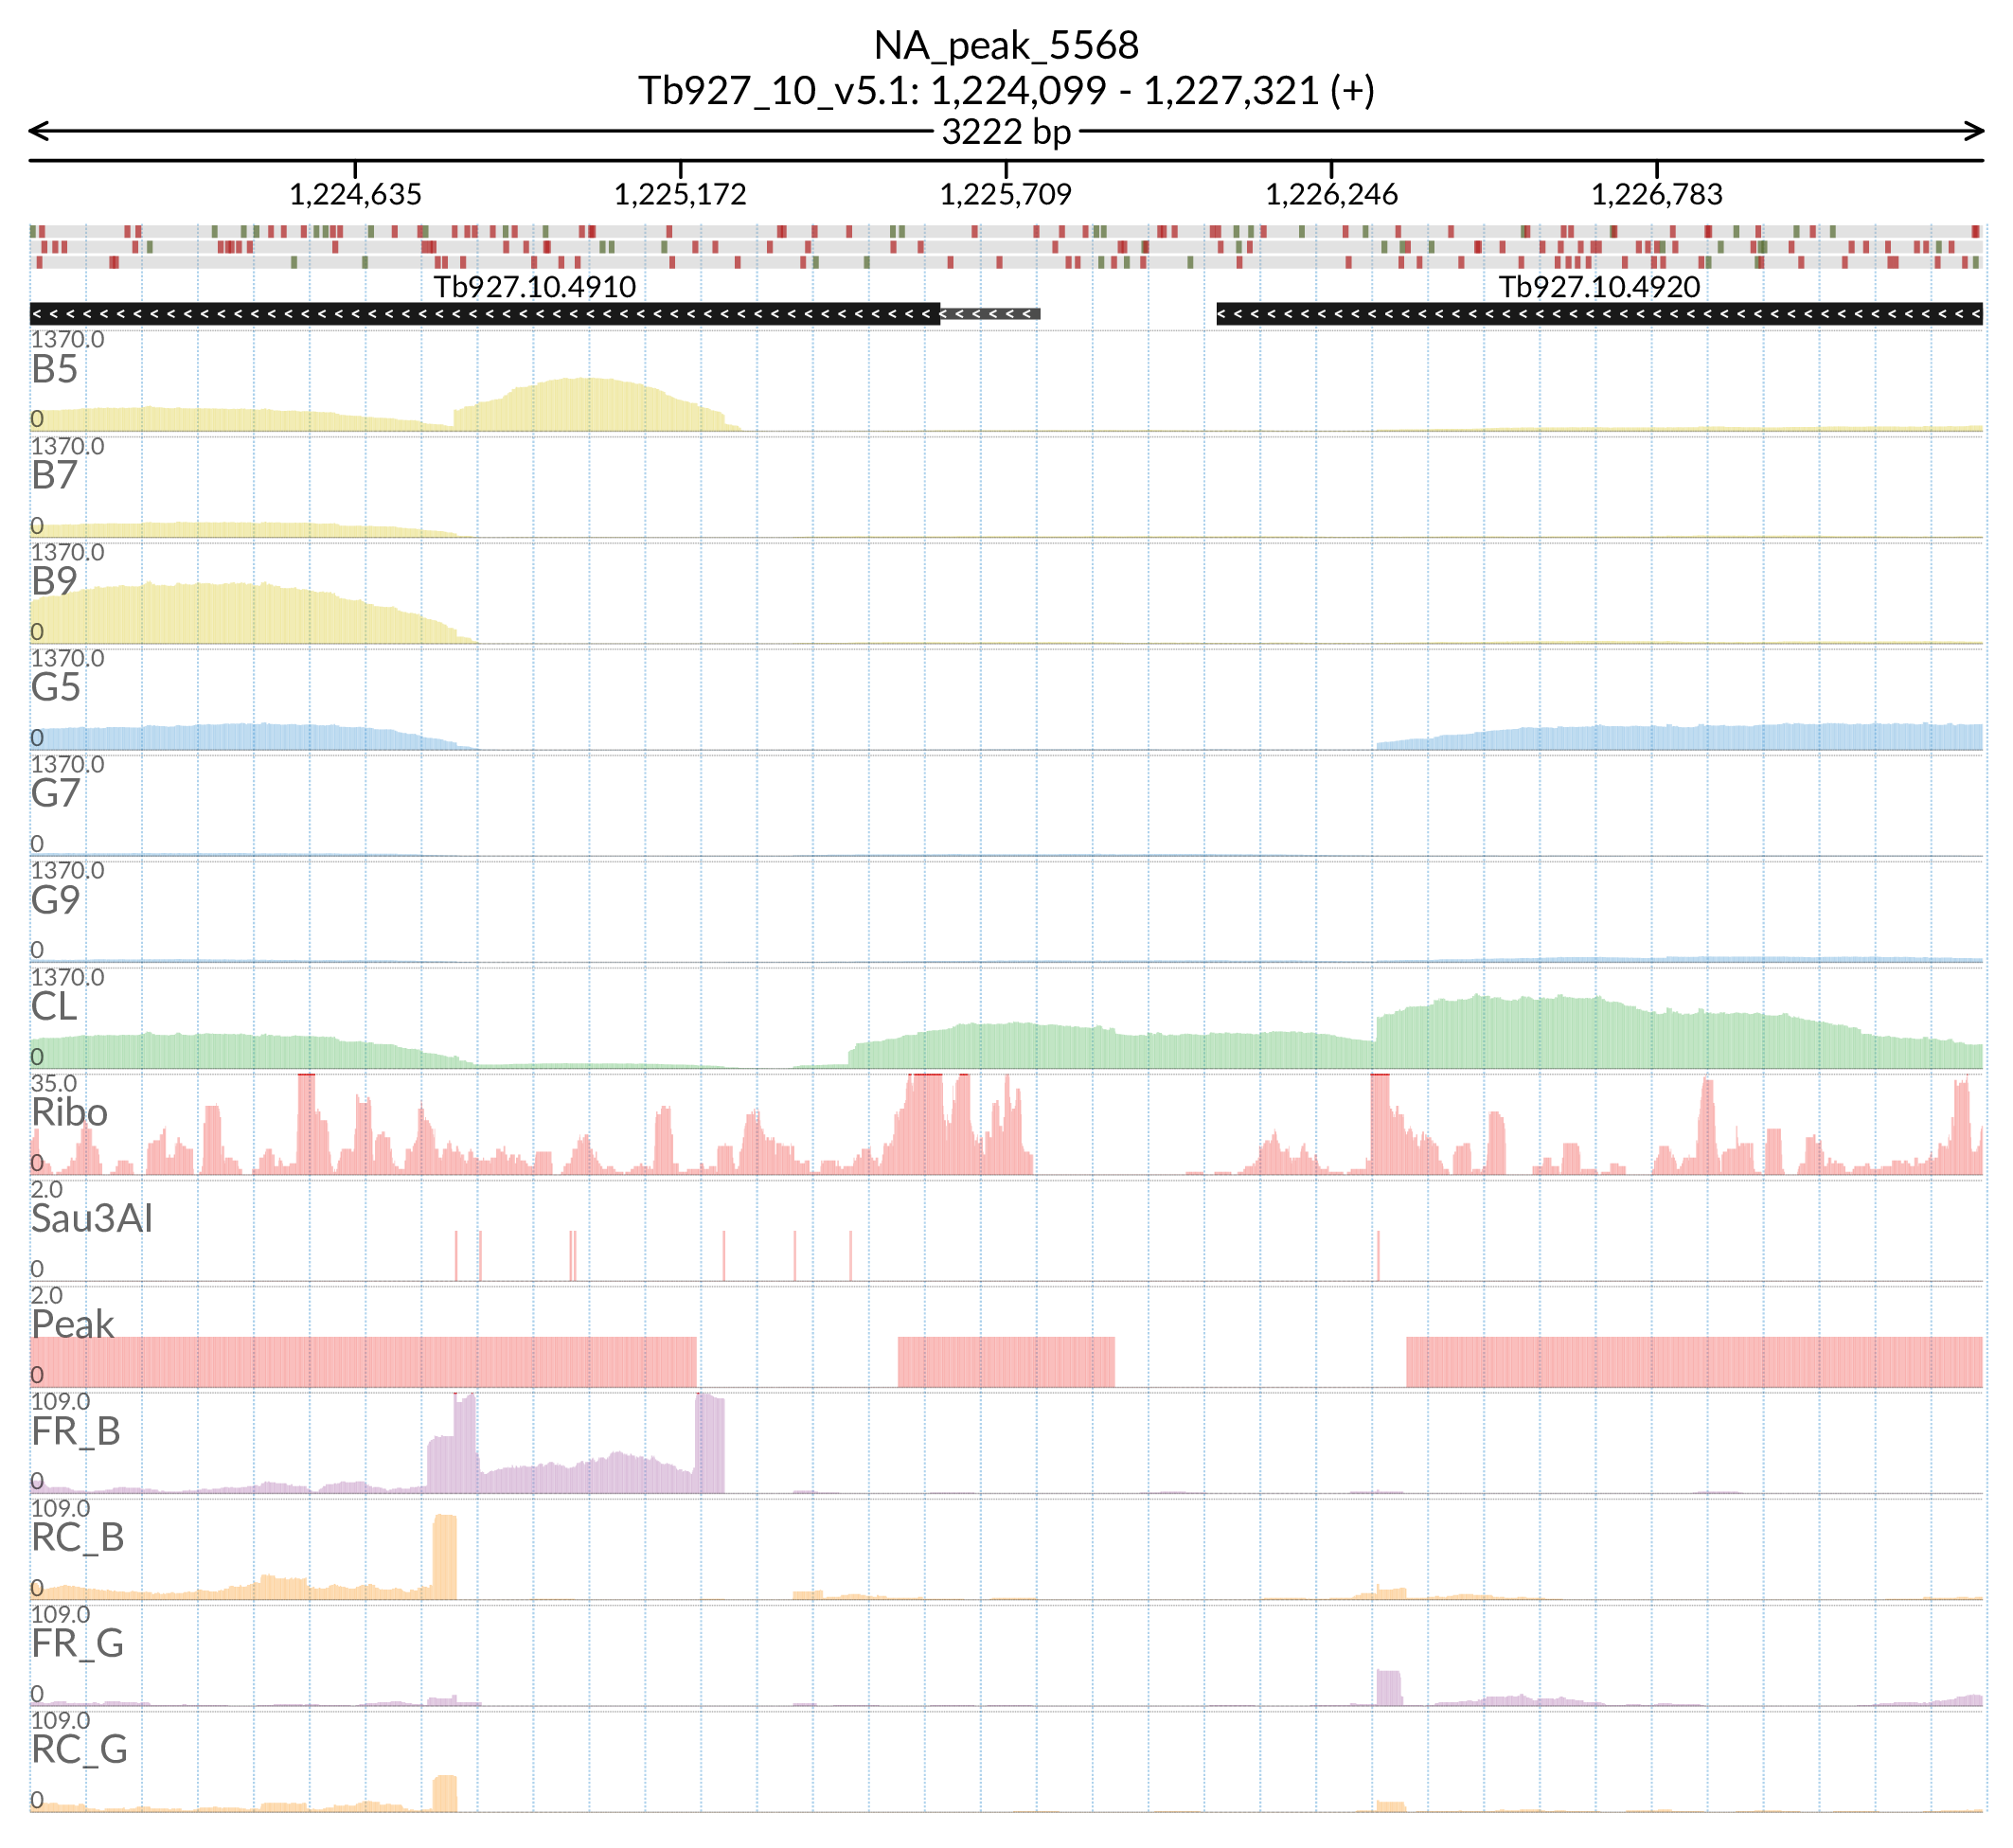 NA_peak_5568
Tb927_10_v5.1: 1,224,099 - 1,227,321 (+)
3222 bp
1,224,635 1,225,172 1,225,709 1,226,246 1,226,783
Tb927.10.4910 Tb927.10.4920
1370.0
B5
0
1370.0
B7
0
1370.0
B9
0
1370.0
G5
0
1370.0
G7
0
1370.0
G9
0
1370.0
CL
0
35.0
Ribo
0
2.0
Sau3AI
0
2.0
Peak
0
109.0
FR_B
0
109.0
RC_B
0
109.0
FR_G
0
109.0
RC_G
0